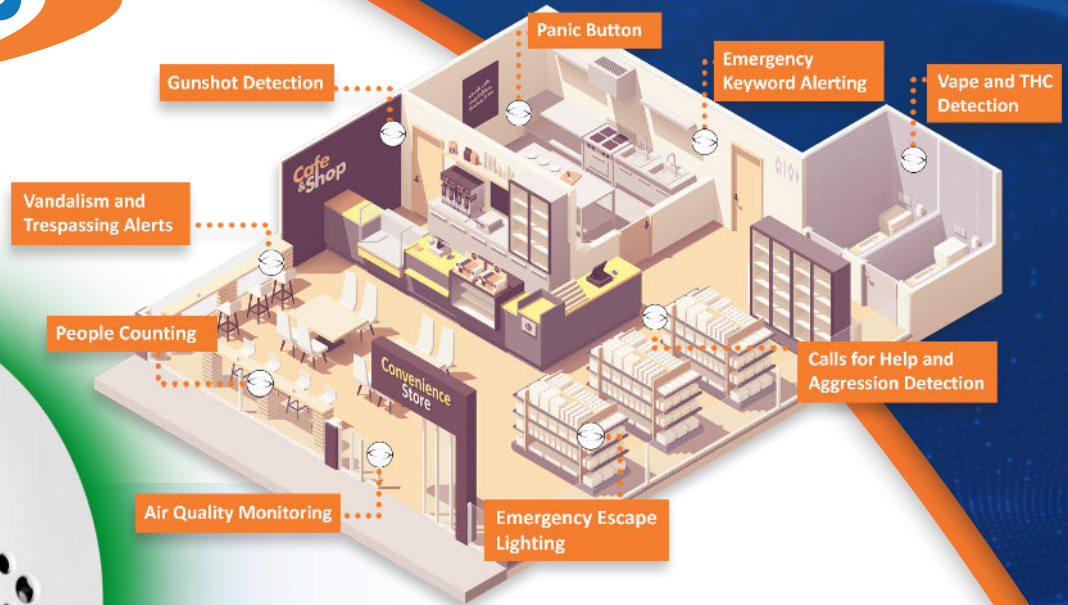 Panic Button
Gunshot Detection
Emergency
Keyword Alerting
Vape and THC
Detection
Cafe
&Shop
Vandalism and
Trespassing Alerts
People Counting
Convenience
Store
Calls for Help and
Aggression Detection
Air Quality Monitoring
Emergency Escape
Lighting